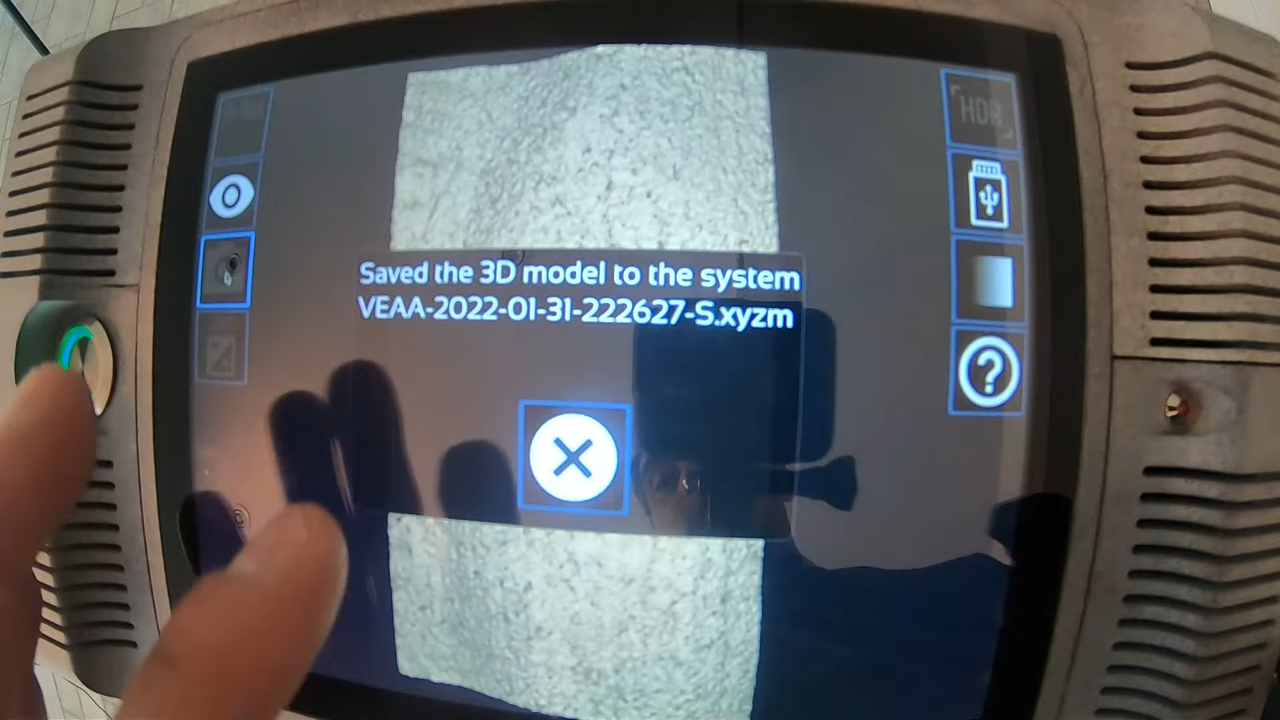 HDR
Saved the 3D model to the system
VEAA-2022-01-31-222627-S.xyzm